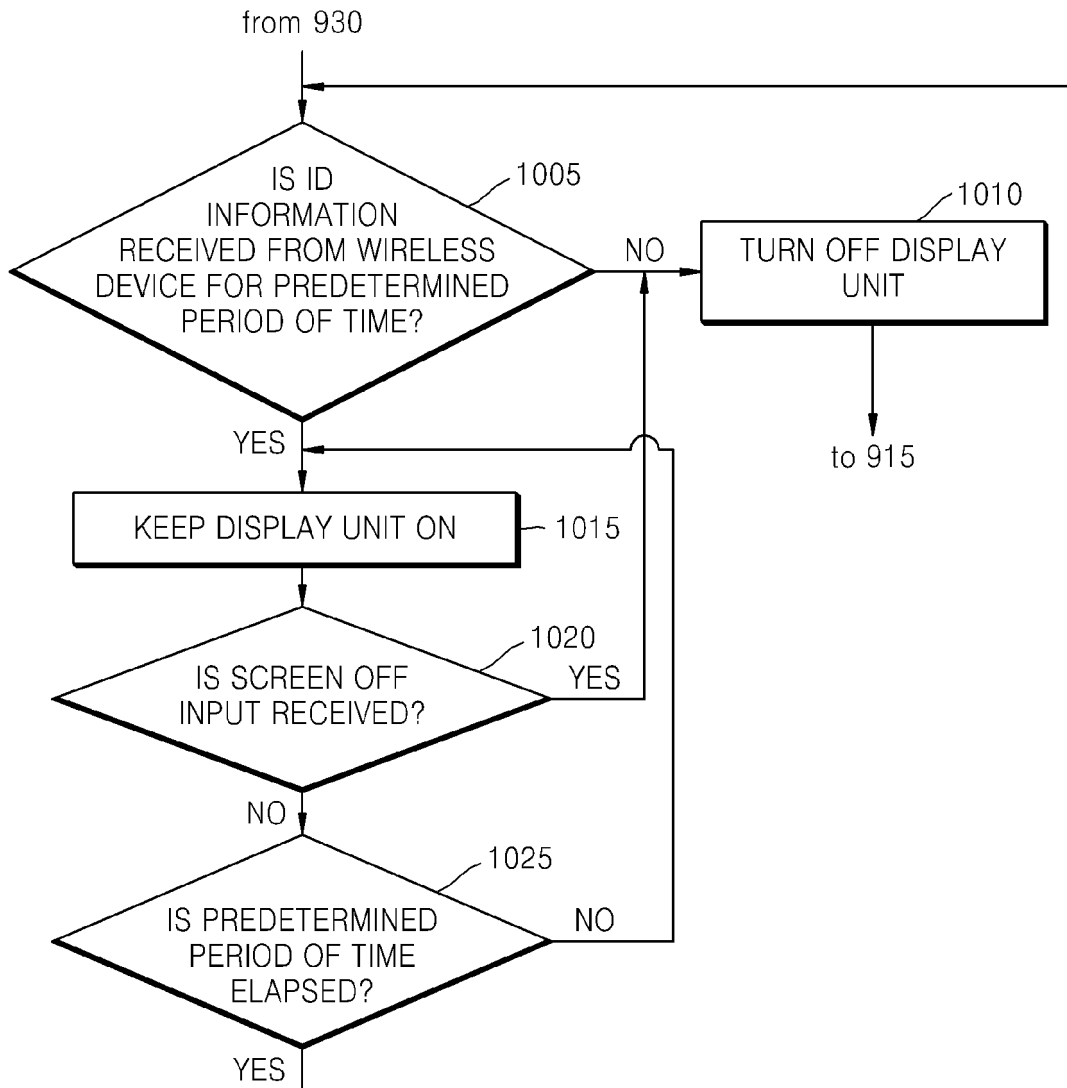 from 930
IS ID
INFORMATION
RECEIVED FROM WIRELESS
DEVICE FOR PREDETERMINED
PERIOD OF TIME?
1005
NO
1010
TURN OFF DISPLAY
UNIT
to 915
YES
KEEP DISPLAY UNIT ON
1015
1020
IS SCREEN OFF
INPUT RECEIVED?
YES
NO
1025
IS PREDETERMINED
PERIOD OF TIME
ELAPSED?
NO
YES